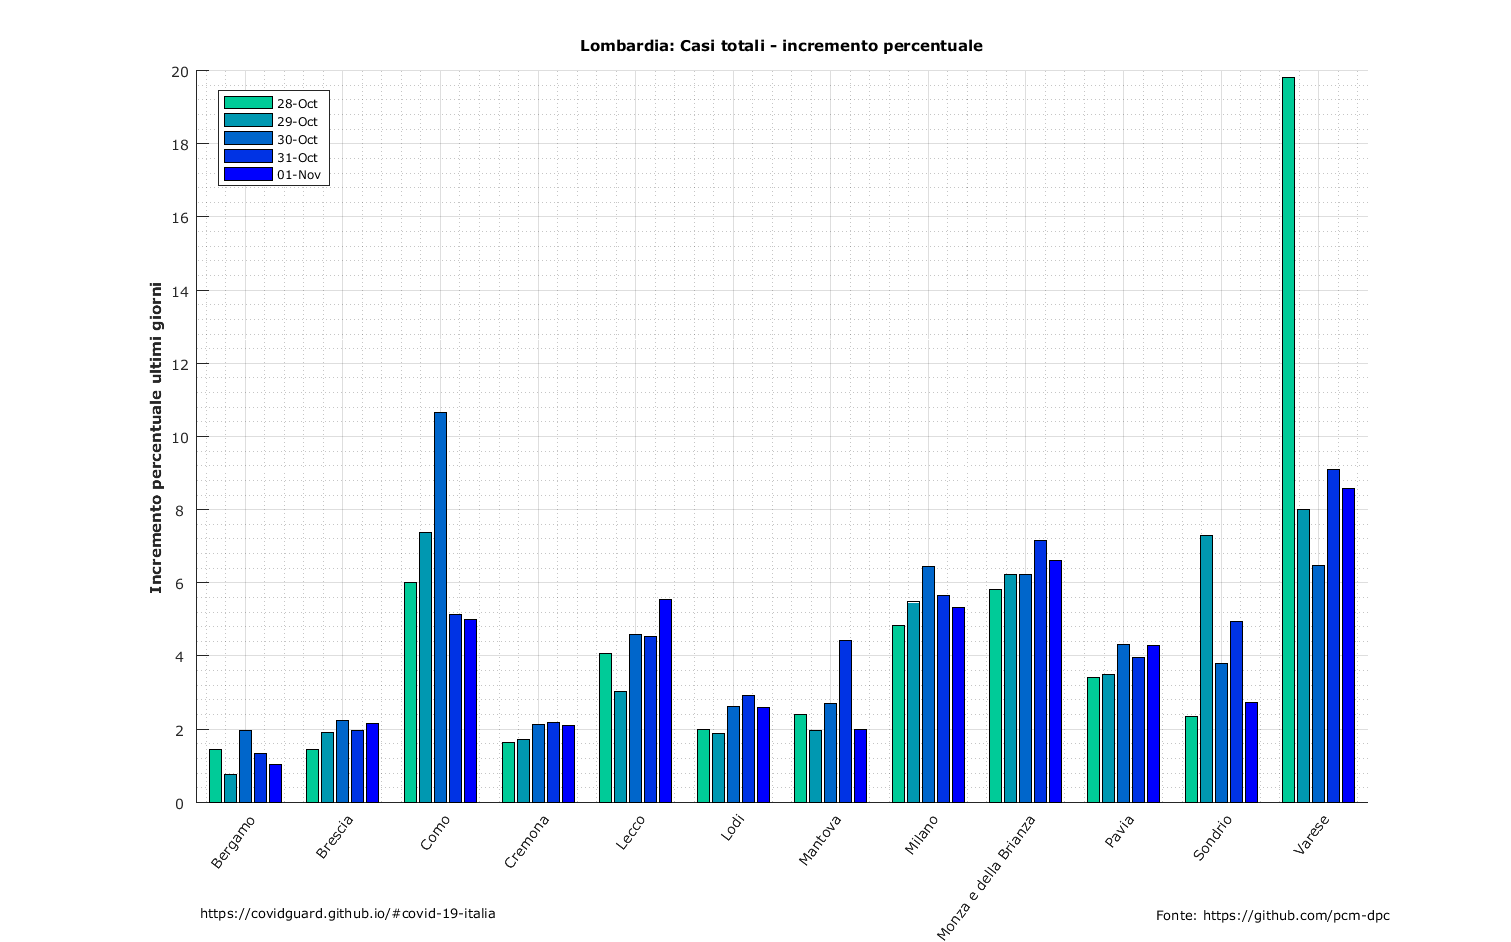 Lombardia: Casi totali - incremento percentuale
20
18
16
14
12
10
8
6
4
2
0
Incremento percentuale ultimi giorni
28-Oct
29-Oct
30-Oct
31-Oct
01-Nov
Bergamo
Brescia
Como
Cremona
Lecco
Lodi
Mantova
Milano
Monza e della Brianza
Pavia
Sondrio
Varese
https://covidguard.github.io/#covid-19-italia
Fonte: https://github.com/pcm-dpc